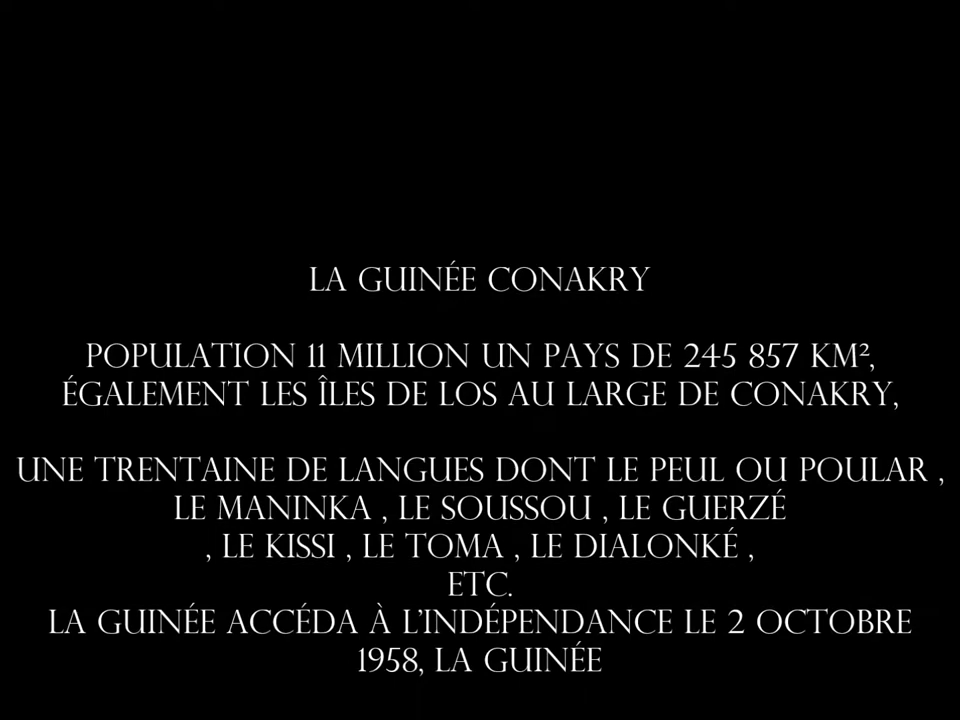 LA GUINÉE CONAKRY
POPULATION 11 MILLION UN PAYS DE 245 857 KM²,
ÉGALEMENT LES ÎLES DE LOS AU LARGE DE CONAKRY,
UNE TRENTAINE DE LANGUES DONT LE PEUL OU POULAR ,
LE MANINKA , LE SOUSSOU , LE GUERZÉ
, LE KISSI , LE TOMA , LE DIALONKÉ ,
ETC.
LA GUINÉE ACCÉDA À L'INDÉPENDANCE LE 2 OCTOBRE
1958, LA GUINÉE